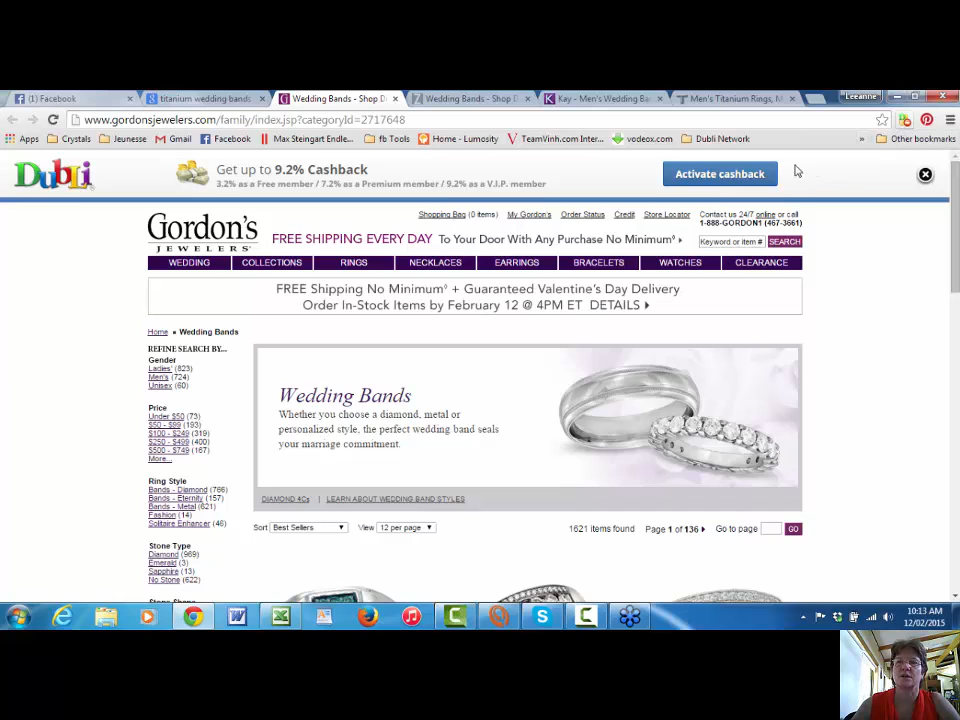 (1) Facebook
titanium wedding bands
Wedding Bands - Shop D
Wedding Bands - Shop D
Kay - Men's Wedding Ba
Men's Titanium Rings, M
Leeanne
www.gordonsjewelers.com/family/index.jsp?categoryId=2717648
Apps
Crystals
Jeunesse
Gmail
Facebook
Max Steingart Endle...
fb Tools
Home - Lumosity
TeamVinh.com Inter...
vodeox.com
Dubli Network
»
Other bookmarks
DubLi.
Get up to 9.2% Cashback
3.2% as a Free member / 7.2% as a Premium member / 9.2% as a V.I.P. member
Activate cashback
Gordon's
JEWELERS
Shopping Bag (0 items)
My Gordon's
Order Status
Credit
Store Locator
Contact us 24/7 online or call
1-888-GORDON1 (467-3661)
FREE SHIPPING EVERY DAY To Your Door With Any Purchase No Minimum◊
Keyword or item #
SEARCH
WEDDING
COLLECTIONS
RINGS
NECKLACES
EARRINGS
BRACELETS
WATCHES
CLEARANCE
FREE Shipping No Minimum◊ + Guaranteed Valentine's Day Delivery
Order In-Stock Items by February 12 @ 4PM ET DETAILS
Home
Wedding Bands
REFINE SEARCH BY...
Gender
Ladies' (823)
Men's (724)
Unisex (60)
Price
Under $50 (73)
$50 - $99 (193)
$100 - $249 (319)
$250 - $499 (400)
$500 - $749 (167)
More...
Ring Style
Bands - Diamond (766)
Bands - Eternity (157)
Bands - Metal (621)
Fashion (14)
Solitaire Enhancer (46)
Stone Type
Diamond (969)
Emerald (3)
Sapphire (13)
No Stone (622)
Wedding Bands
Whether you choose a diamond, metal or
personalized style, the perfect wedding band seals
your marriage commitment.
DIAMOND 4Cs | LEARN ABOUT WEDDING BAND STYLES
Sort
Best Sellers
View
12 per page
1621 items found
Page 1 of 136
Go to page
GO
10:13 AM
12/02/2015